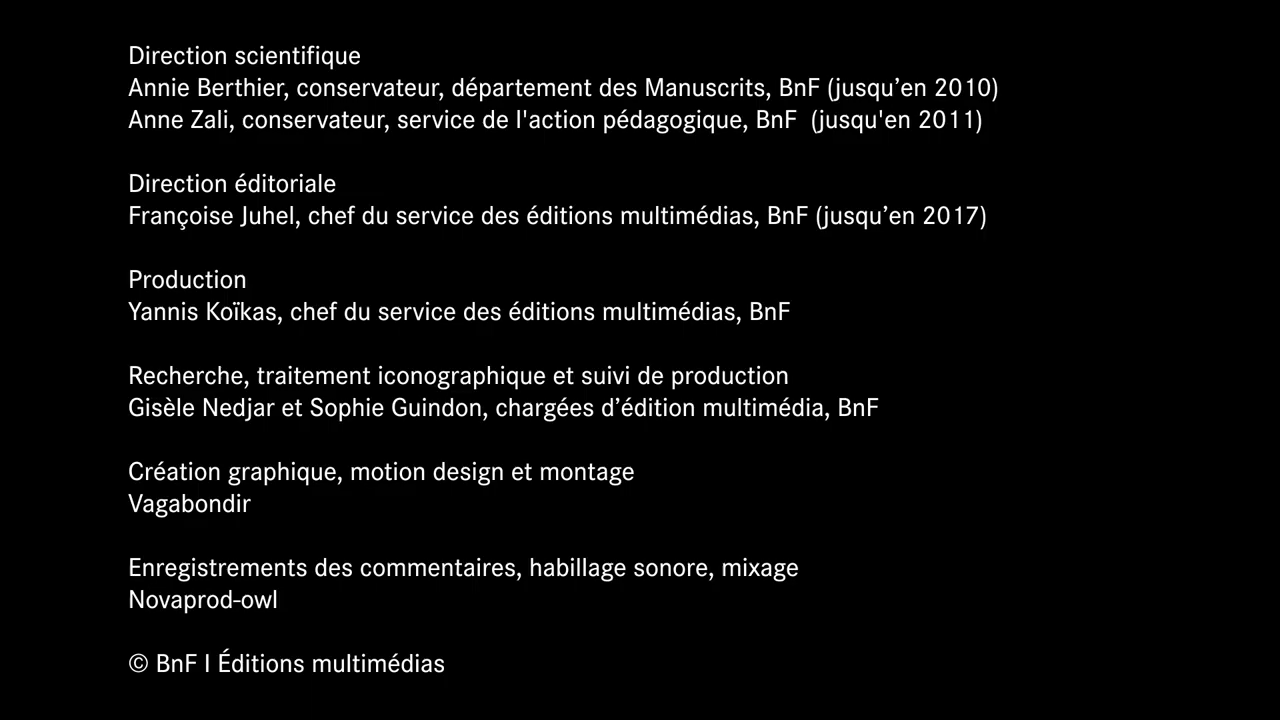 Direction scientifique
Annie Berthier, conservateur, département des Manuscrits, BnF (jusqu’en 2010)
Anne Zali, conservateur, service de l'action pédagogique, BnF  (jusqu'en 2011)
Direction éditoriale
Françoise Juhel, chef du service des éditions multimédias, BnF (jusqu’en 2017)
Production
Yannis Koïkas, chef du service des éditions multimédias, BnF
Recherche, traitement iconographique et suivi de production
Gisèle Nedjar et Sophie Guindon, chargées d’édition multimédia, BnF
Création graphique, motion design et montage
Vagabondir
Enregistrements des commentaires, habillage sonore, mixage
Novaprod-owl
© BnF I Éditions multimédias